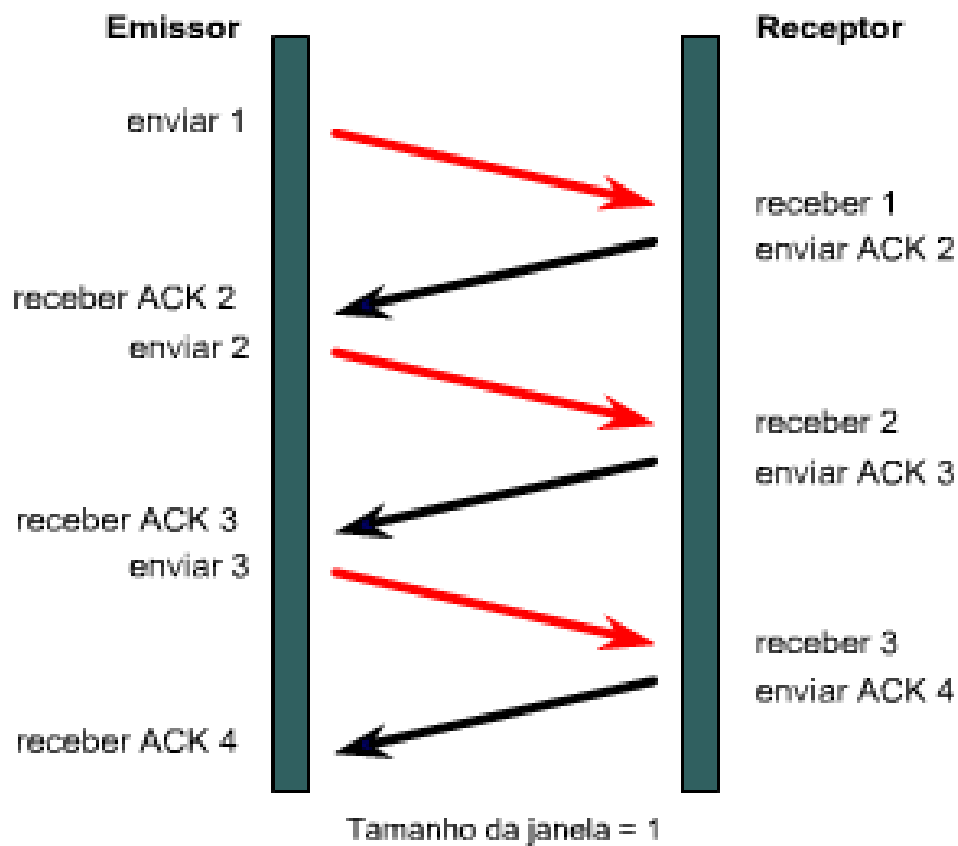 Emissor
Receptor
enviar 1
receber 1
enviar ACK 2
receber ACK 2
enviar 2
receber 2
enviar ACK 3
receber ACK 3
enviar 3
receber 3
enviar ACK 4
receber ACK 4
Tamanho da janela = 1